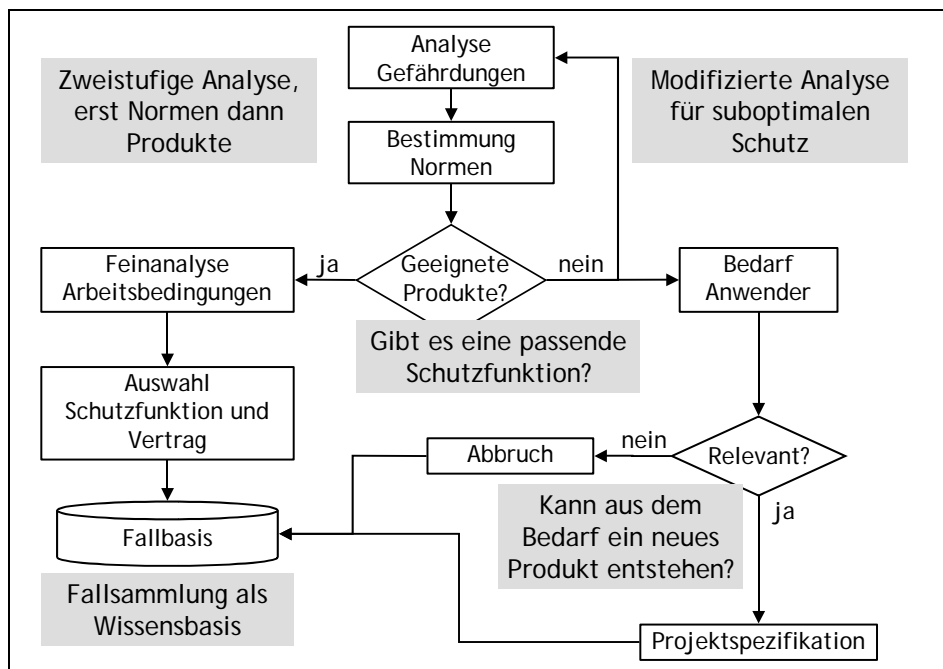 Analyse
Gefährdungen
Zweistufige Analyse,
erst Normen dann
Produkte
Modifizierte Analyse
für suboptimalen
Schutz
Bestimmung
Normen
Feinanalyse
Arbeitsbedingungen
ja
Geeignete
Produkte?
nein
Bedarf
Anwender
Gibt es eine passende
Schutzfunktion?
Auswahl
Schutzfunktion und
Vertrag
nein
Abbruch
Relevant?
Kann aus dem
Bedarf ein neues
Produkt entstehen?
ja
Fallbasis
Fallsammlung als
Wissensbasis
Projektspezifikation